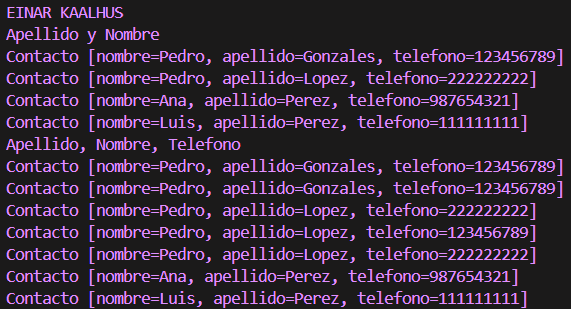 EINAR KAALHUS
Apellido y Nombre
Contacto [nombre=Pedro, apellido=Gonzales, telefono=123456789]
Contacto [nombre=Pedro, apellido=Lopez, telefono=222222222]
Contacto [nombre=Ana, apellido=Perez, telefono=987654321]
Contacto [nombre=Luis, apellido=Perez, telefono=111111111]
Apellido, Nombre, Telefono
Contacto [nombre=Pedro, apellido=Gonzales, telefono=123456789]
Contacto [nombre=Pedro, apellido=Gonzales, telefono=123456789]
Contacto [nombre=Pedro, apellido=Lopez, telefono=222222222]
Contacto [nombre=Pedro, apellido=Lopez, telefono=123456789]
Contacto [nombre=Pedro, apellido=Lopez, telefono=222222222]
Contacto [nombre=Ana, apellido=Perez, telefono=987654321]
Contacto [nombre=Luis, apellido=Perez, telefono=111111111]